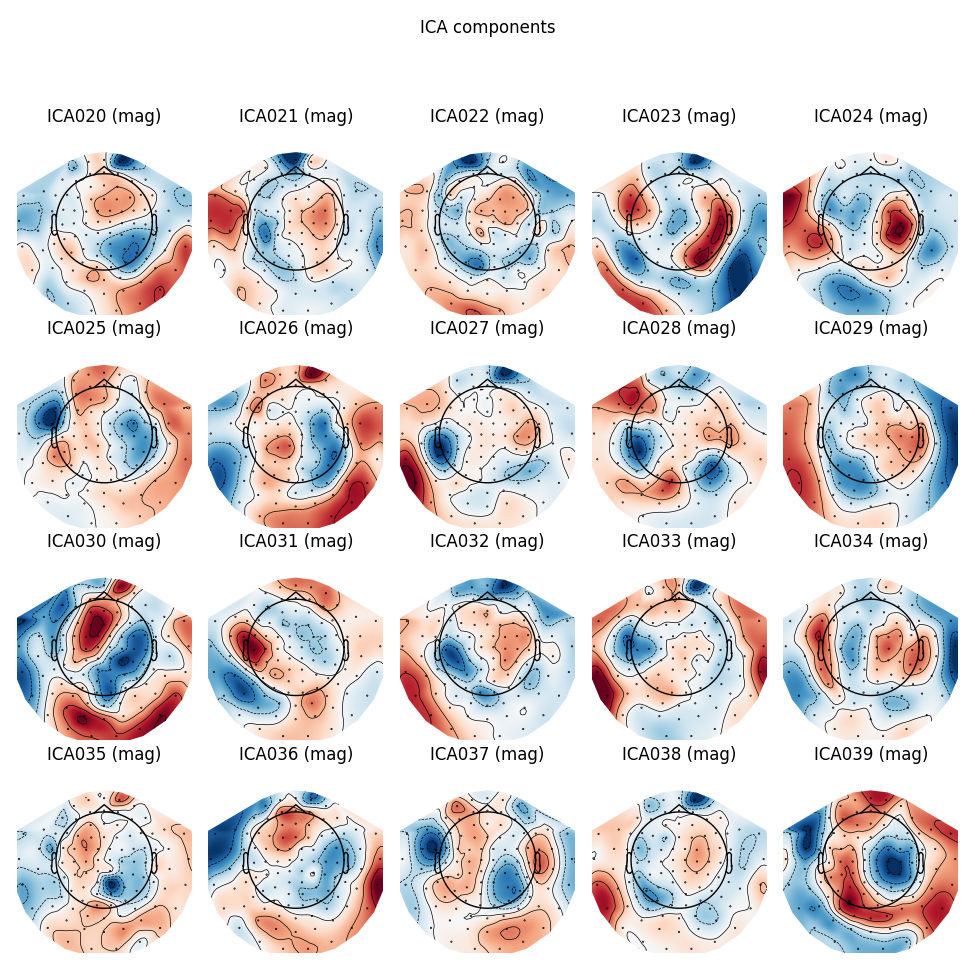 ICA components
ICA020 (mag) ICA021 (mag) ICA022 (mag) ICA023 (mag) ICA024 (mag)
ICA025 (mag) ICA026 (mag) ICA027 (mag) ICA028 (mag) ICA029 (mag)
ICA030 (mag) ICA031 (mag) ICA032 (mag) ICA033 (mag) ICA034 (mag)
ICA035 (mag) ICA036 (mag) ICA037 (mag) ICA038 (mag) ICA039 (mag)